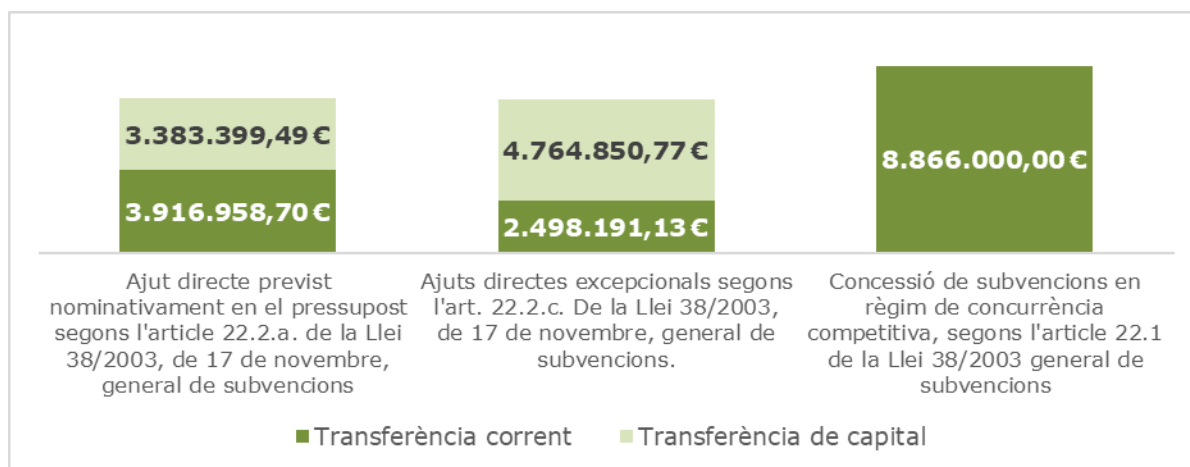 3.383.399,49 €
3.916.958,70 €
4.764.850,77 €
2.498.191,13 €
8.866.000,00 €
Ajut directe previst
nominativament en el pressupost
segons l'article 22.2.a. de la Llei
38/2003, de 17 de novembre,
general de subvencions
Ajuts directes excepcionals segons
l'art. 22.2.c. De la Llei 38/2003,
de 17 de novembre, general de
subvencions.
Concessió de subvencions en
règim de concurrència
competitiva, segons l'article 22.1
de la Llei 38/2003 general de
subvencions
Transferència corrent
Transferència de capital